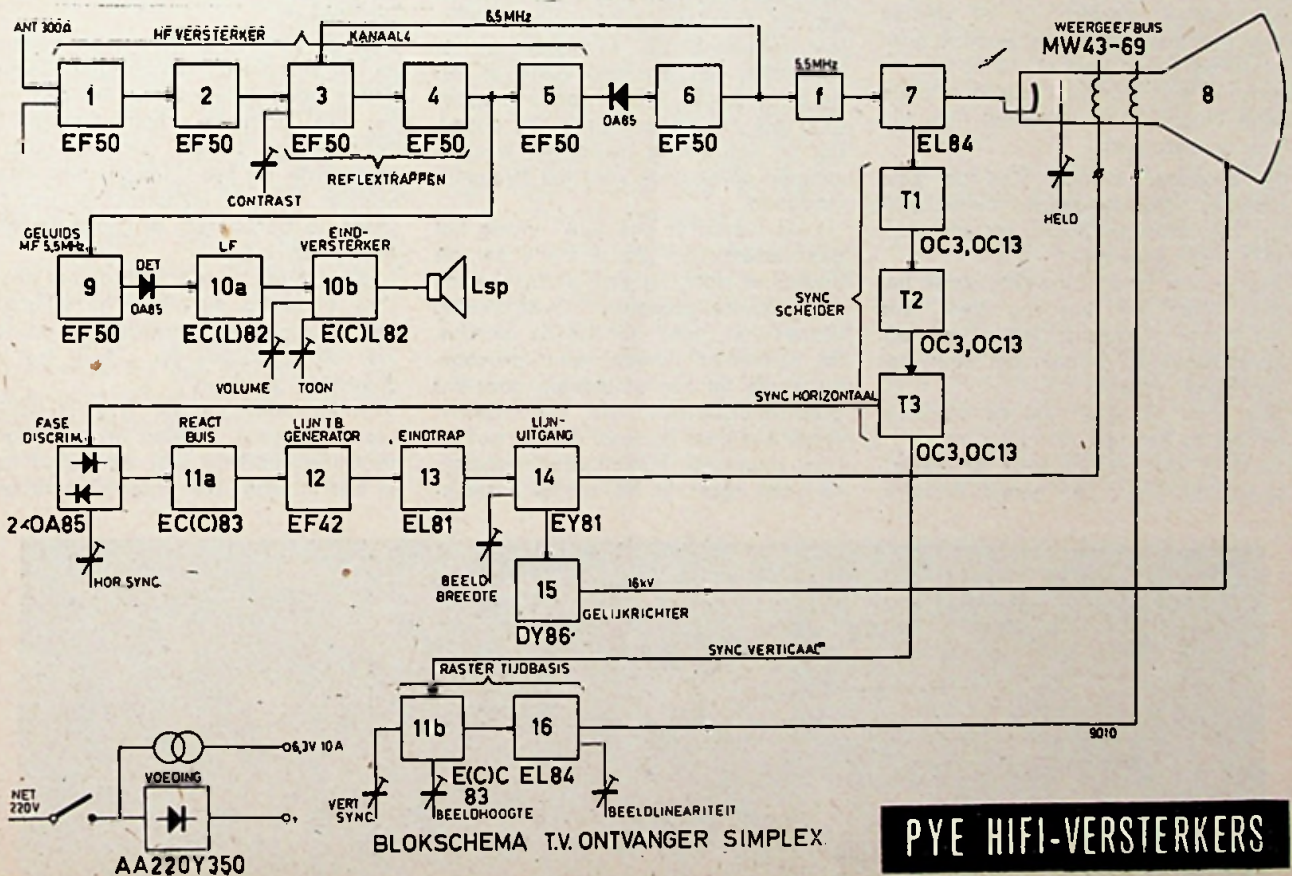 ANT 300Ω
HF VERSTERKER
KANAAL 4
5,5MHz
WEERGEEFBUIS
MW43-69
1
2
3
4
5
OA85
6
5,5MHz
f
7
8
EF50
EF50
EF50
EF50
EF50
EF50
EL84
CONTRAST
REFLEXTRAPPEN
HELD
T1
OC3,OC13
T2
OC3,OC13
T3
OC3,OC13
SYNC
SCHEIDER
GELUIDS
M.F 5,5MHz
9
EF50
DET
OA85
LF
10a
EC(L)82
EIND-
VERSTERKER
10b
E(C)L82
Lsp
VOLUME
TOON
SYNC HORIZONTAAL
FASE
DISCRIM.
2×OA85
HOR.SYNC.
REACT
BUIS
11a
EC(C)83
LIJN T.B.
GENERATOR
12
EF42
EINDTRAP
13
EL81
LIJN-
UITGANG
14
EY81
BEELD
BREEDTE
15
DY86
16kV
GELIJKRICHTER
SYNC VERTICAAL
RASTER TIJDBASIS
11b
E(C)C
83
16
EL84
VERT
SYNC.
BEELDHOOGTE
BEELDLINEARITEIT
9010
NET
220V
6,3V 10A
VOEDING
+
AA220Y350
BLOKSCHEMA T.V. ONTVANGER SIMPLEX.
PYE HIFI-VERSTERKERS